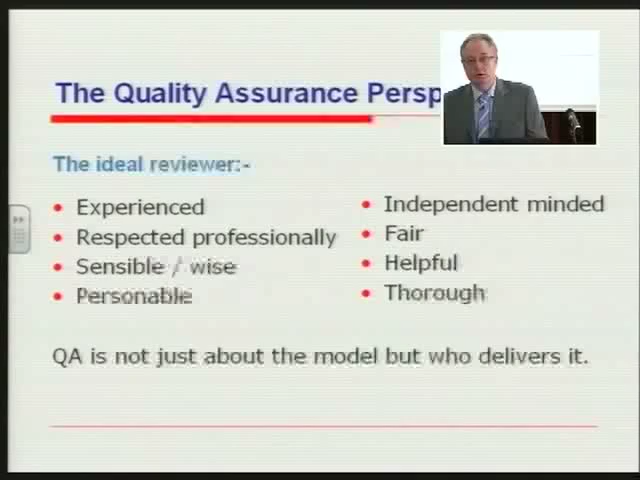 The Quality Assurance Persp
The ideal reviewer:-
• Experienced
• Respected professionally
• Sensible / wise
• Personable
• Independent minded
• Fair
• Helpful
• Thorough
QA is not just about the model but who delivers it.